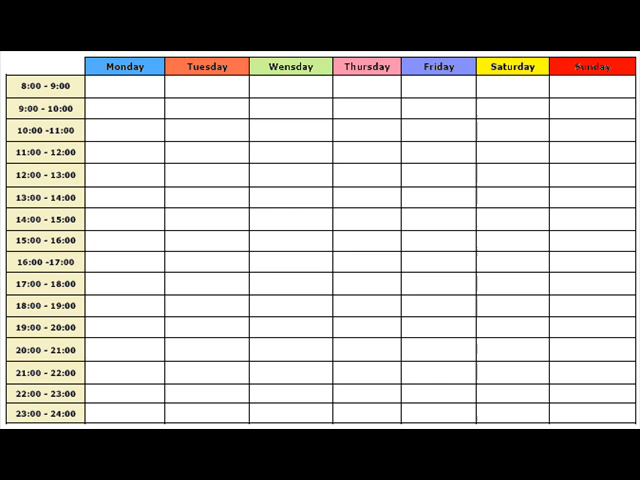 Monday Tuesday Wensday Thursday Friday Saturday Sunday
8:00 - 9:00
9:00 - 10:00
10:00 -11:00
11:00 - 12:00
12:00 - 13:00
13:00 - 14:00
14:00 - 15:00
15:00 - 16:00
16:00 -17:00
17:00 - 18:00
18:00 - 19:00
19:00 - 20:00
20:00 - 21:00
21:00 - 22:00
22:00 - 23:00
23:00 - 24:00